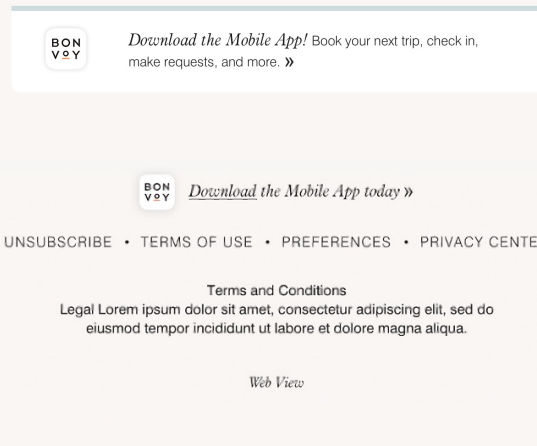 BON
VOY
Download the Mobile App! Book your next trip, check in,
make requests, and more. »
BON
VOY
Download the Mobile App today »
UNSUBSCRIBE • TERMS OF USE • PREFERENCES • PRIVACY CENTE
Terms and Conditions
Legal Lorem ipsum dolor sit amet, consectetur adipiscing elit, sed do
eiusmod tempor incididunt ut labore et dolore magna aliqua.
Web View